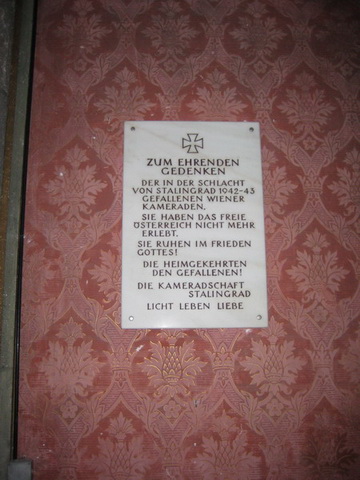 ZUM EHRENDEN
GEDENKEN
DER IN DER SCHLACHT
VON STALINGRAD 1942-43
GEFALLENEN WIENER
KAMERADEN.
SIE HABEN DAS FREIE
ÖSTERREICH NICHT MEHR
ERLEBT.
SIE RUHEN IM FRIEDEN
GOTTES!
DIE HEIMGEKEHRTEN
DEN GEFALLENEN!
DIE KAMERADSCHAFT
STALINGRAD
LICHT LEBEN LIEBE